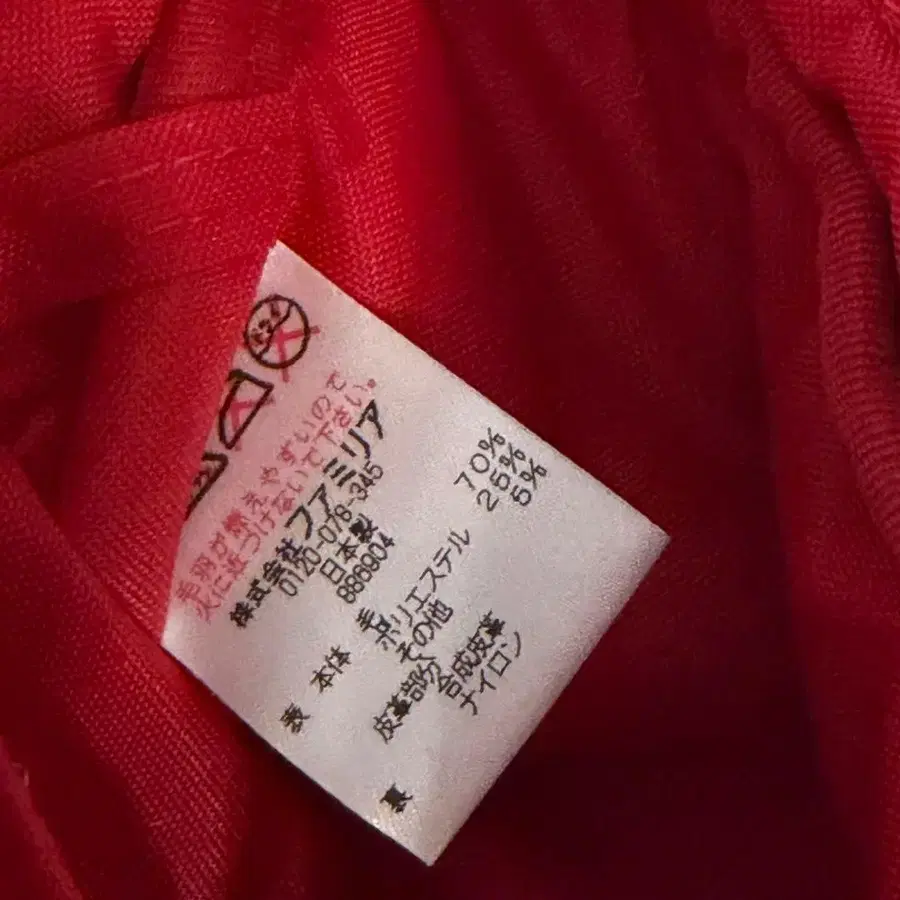 毛羽が燃えやすいので
火に近づけないで下さい。
株式会社ファミリア
0120-078-345
日本製
886904
表 本体 毛 70%
ポリエステル 25%
その他 5%
皮革部分 合成皮革
裏 ナイロン